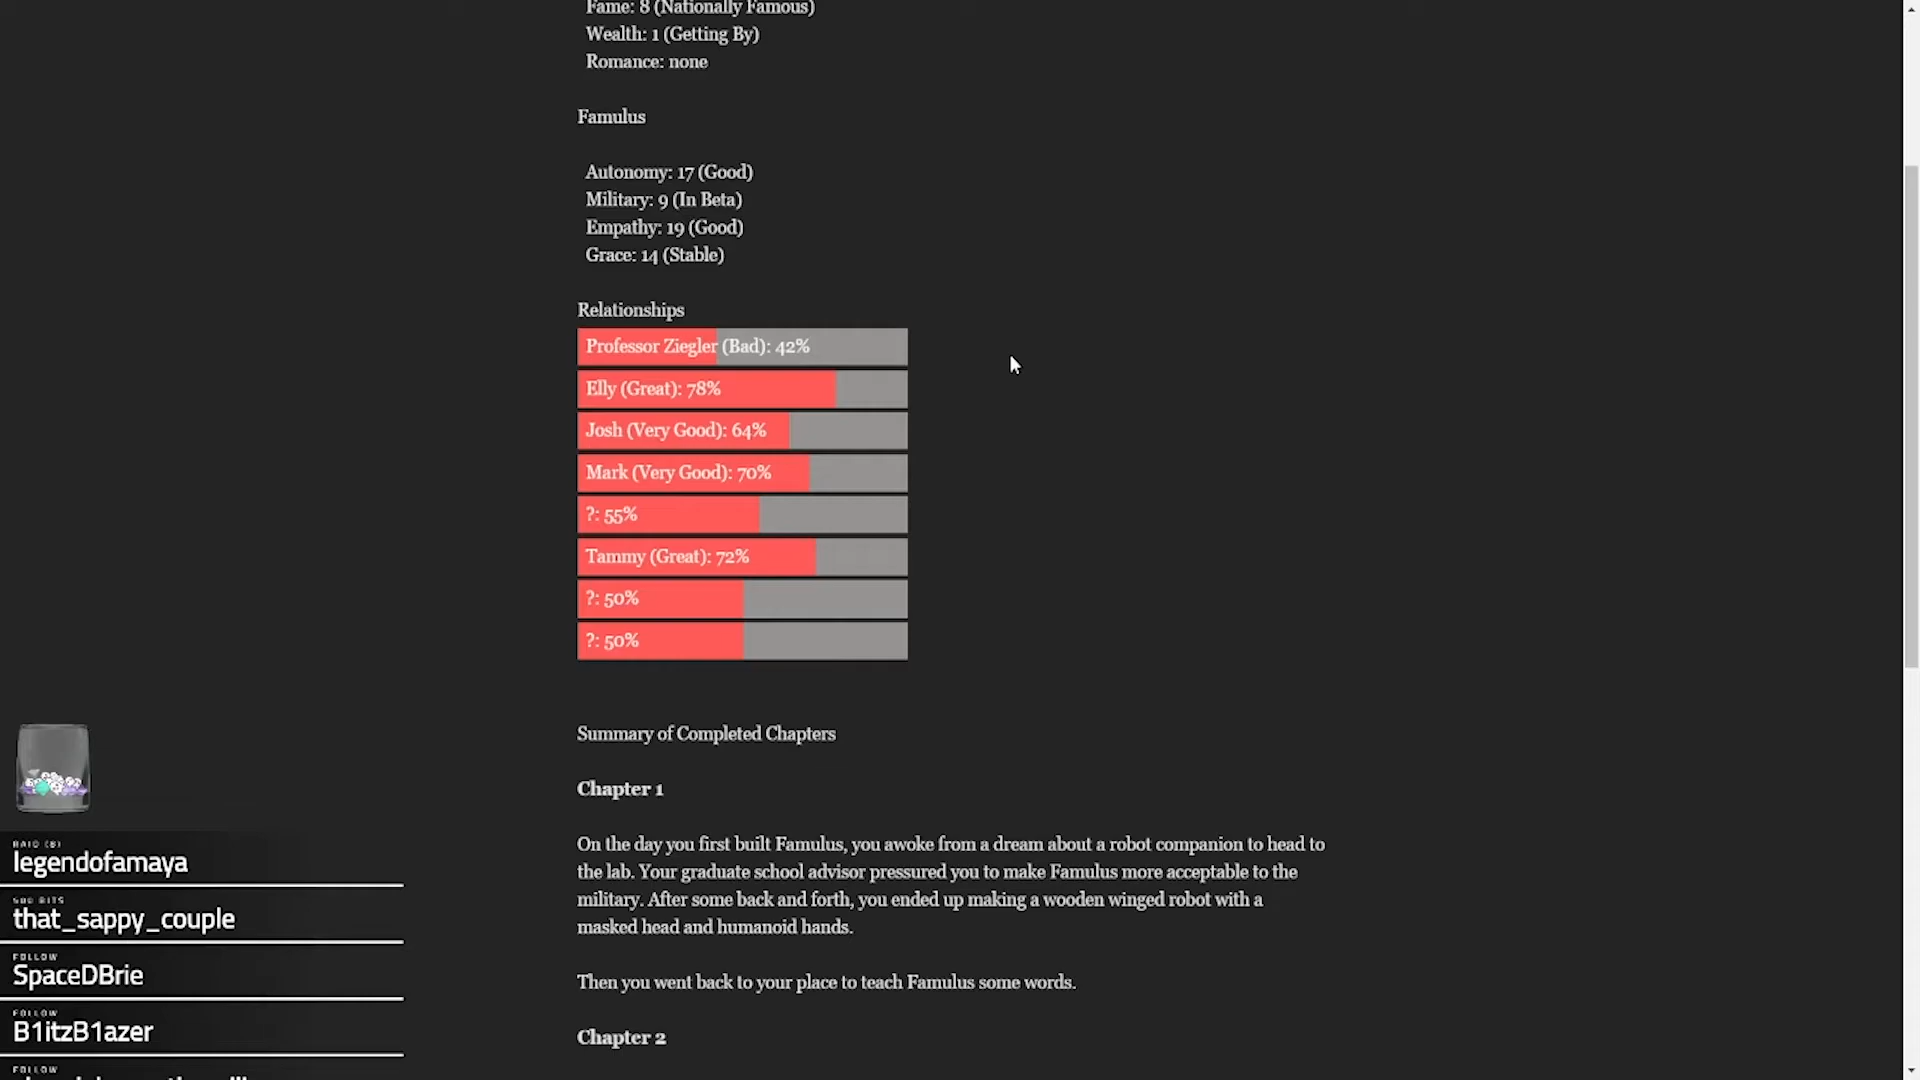 Fame: 8 (Nationally Famous)
Wealth: 1 (Getting By)
Romance: none
Famulus
Autonomy: 17 (Good)
Military: 9 (In Beta)
Empathy: 19 (Good)
Grace: 14 (Stable)
Relationships
Professor Ziegler (Bad): 42%
Elly (Great): 78%
Josh (Very Good): 64%
Mark (Very Good): 70%
?: 55%
Tammy (Great): 72%
?: 50%
?: 50%
Summary of Completed Chapters
Chapter 1
On the day you first built Famulus, you awoke from a dream about a robot companion to head to
the lab. Your graduate school advisor pressured you to make Famulus more acceptable to the
military. After some back and forth, you ended up making a wooden winged robot with a
masked head and humanoid hands.
Then you went back to your place to teach Famulus some words.
Chapter 2
RAID (8)
legendofamaya
500 BITS
that_sappy_couple
FOLLOW
SpaceDBrie
FOLLOW
B1itzB1azer
FOLLOW